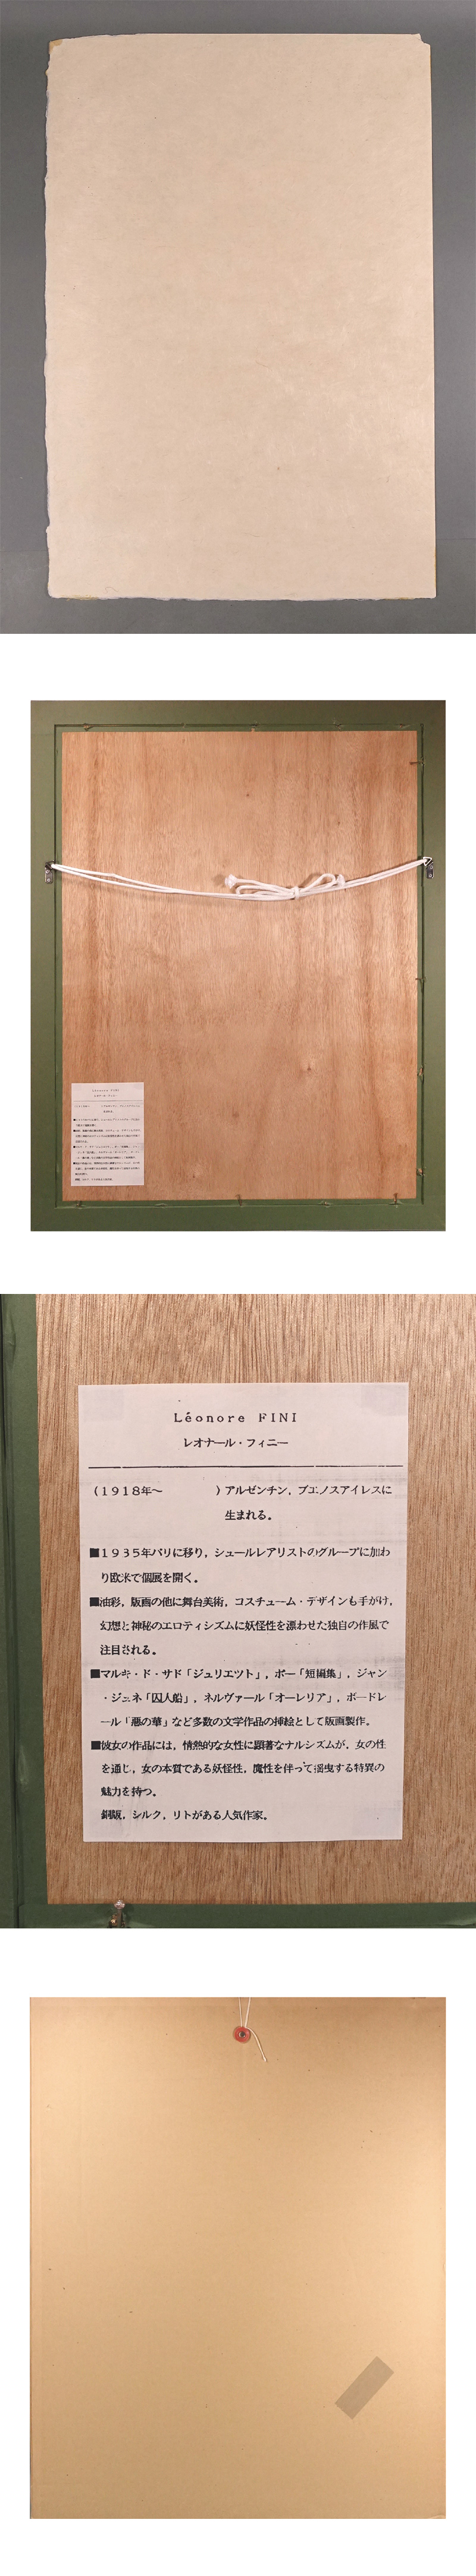 Léonore FINI
レオナール・フィニー
（1918年～　　　　）アルゼンチン，ブエノスアイレスに
生まれる。
■1935年パリに移り，シュールレアリストのグループに加わ
り欧米で個展を開く。
■油彩，版画の他に舞台美術，コスチューム・デザインも手がけ，
幻想と神秘のエロティシズムに妖怪性を漂わせた独自の作風で
注目される。
■マルキ・ド・サド「ジュリエツト」，ポー「短編集」，ジャン
・ジュネ「囚人船」，ネルヴァール「オーレリア」，ボードレ
ール「悪の華」など多数の文学作品の挿絵として版画製作。
■彼女の作品には，情熱的な女性に顕著なナルシズムが，女の性
を通じ，女の本質である妖怪性，魔性を伴って揺曳する特異の
魅力を持つ。
銅版，シルク，リトがある人気作家。